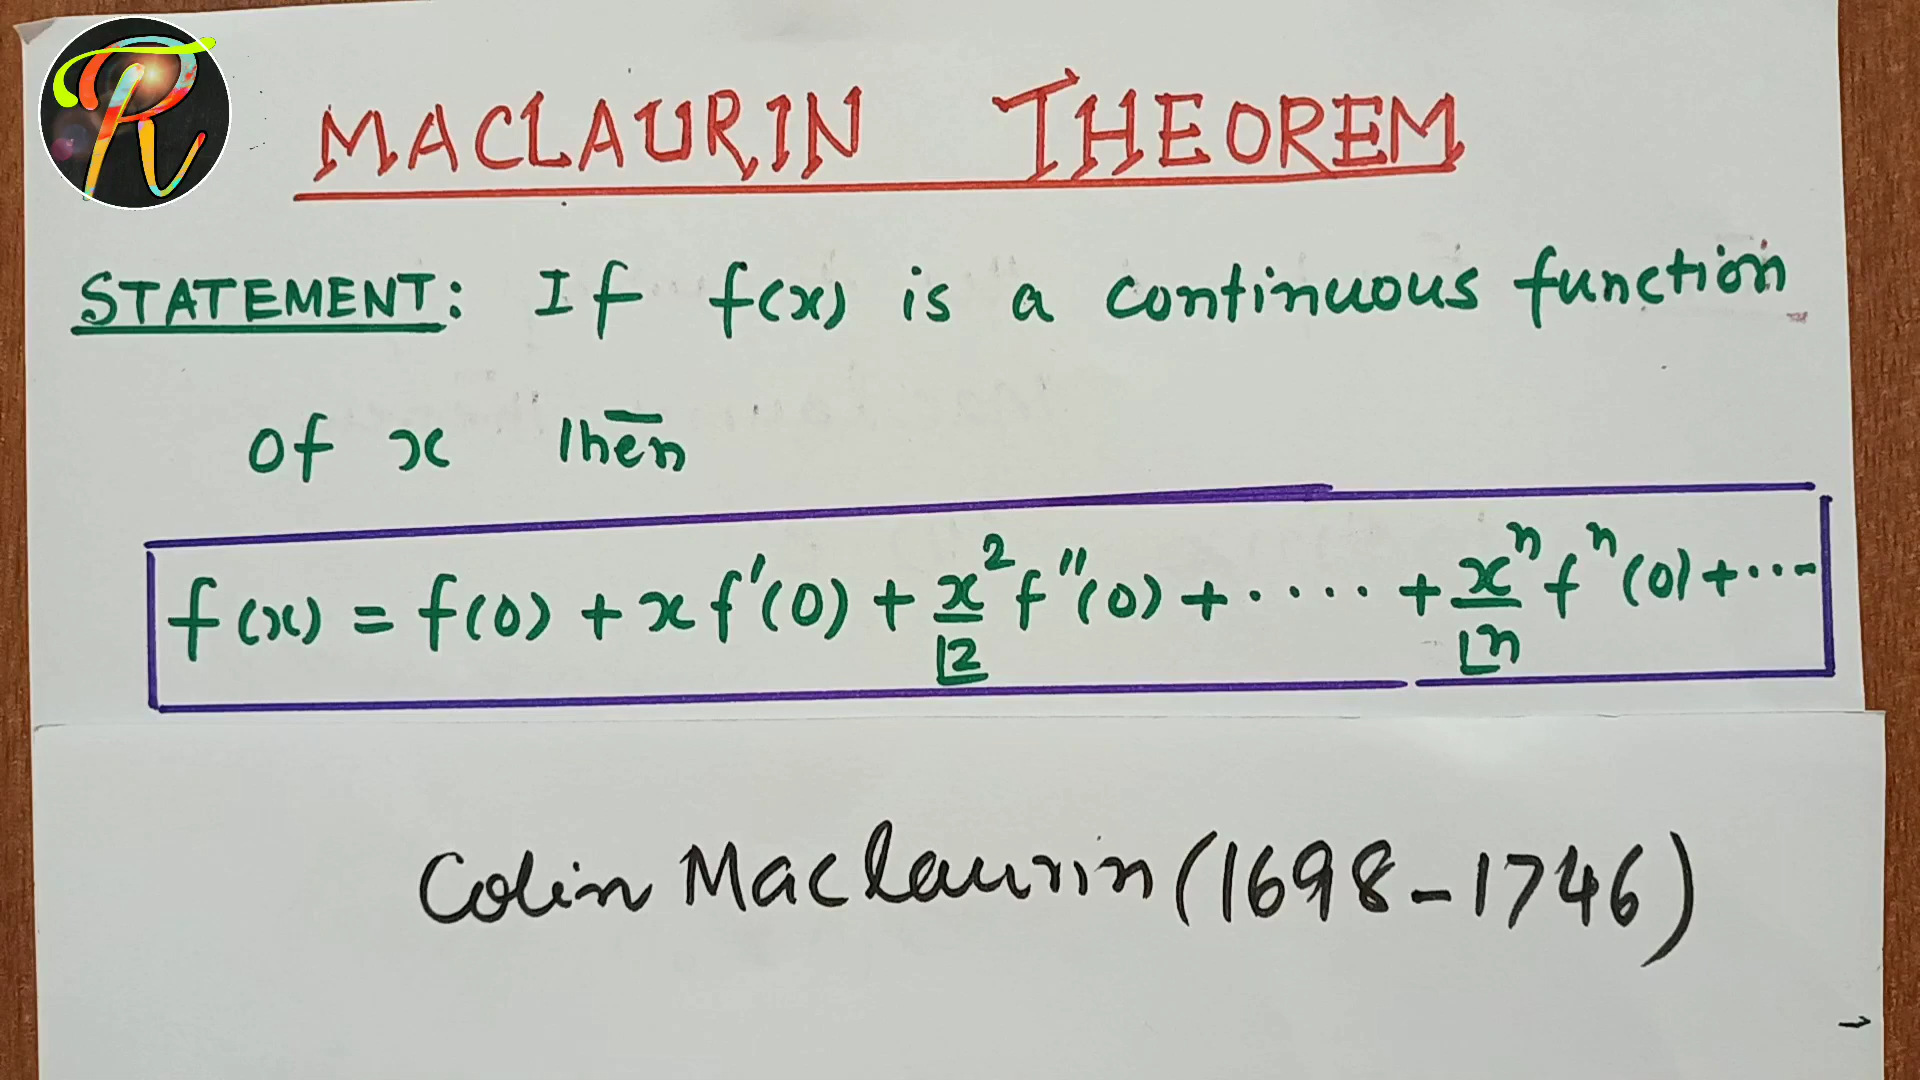 MACLAURIN THEOREM
STATEMENT: If f(x) is a continuous function
of x then
f(x) = f(0) + x f'(0) + x²/⌊2 f''(0) + ..... + xⁿ/⌊n fⁿ(0) + ....
Colin Maclaurin (1698-1746)